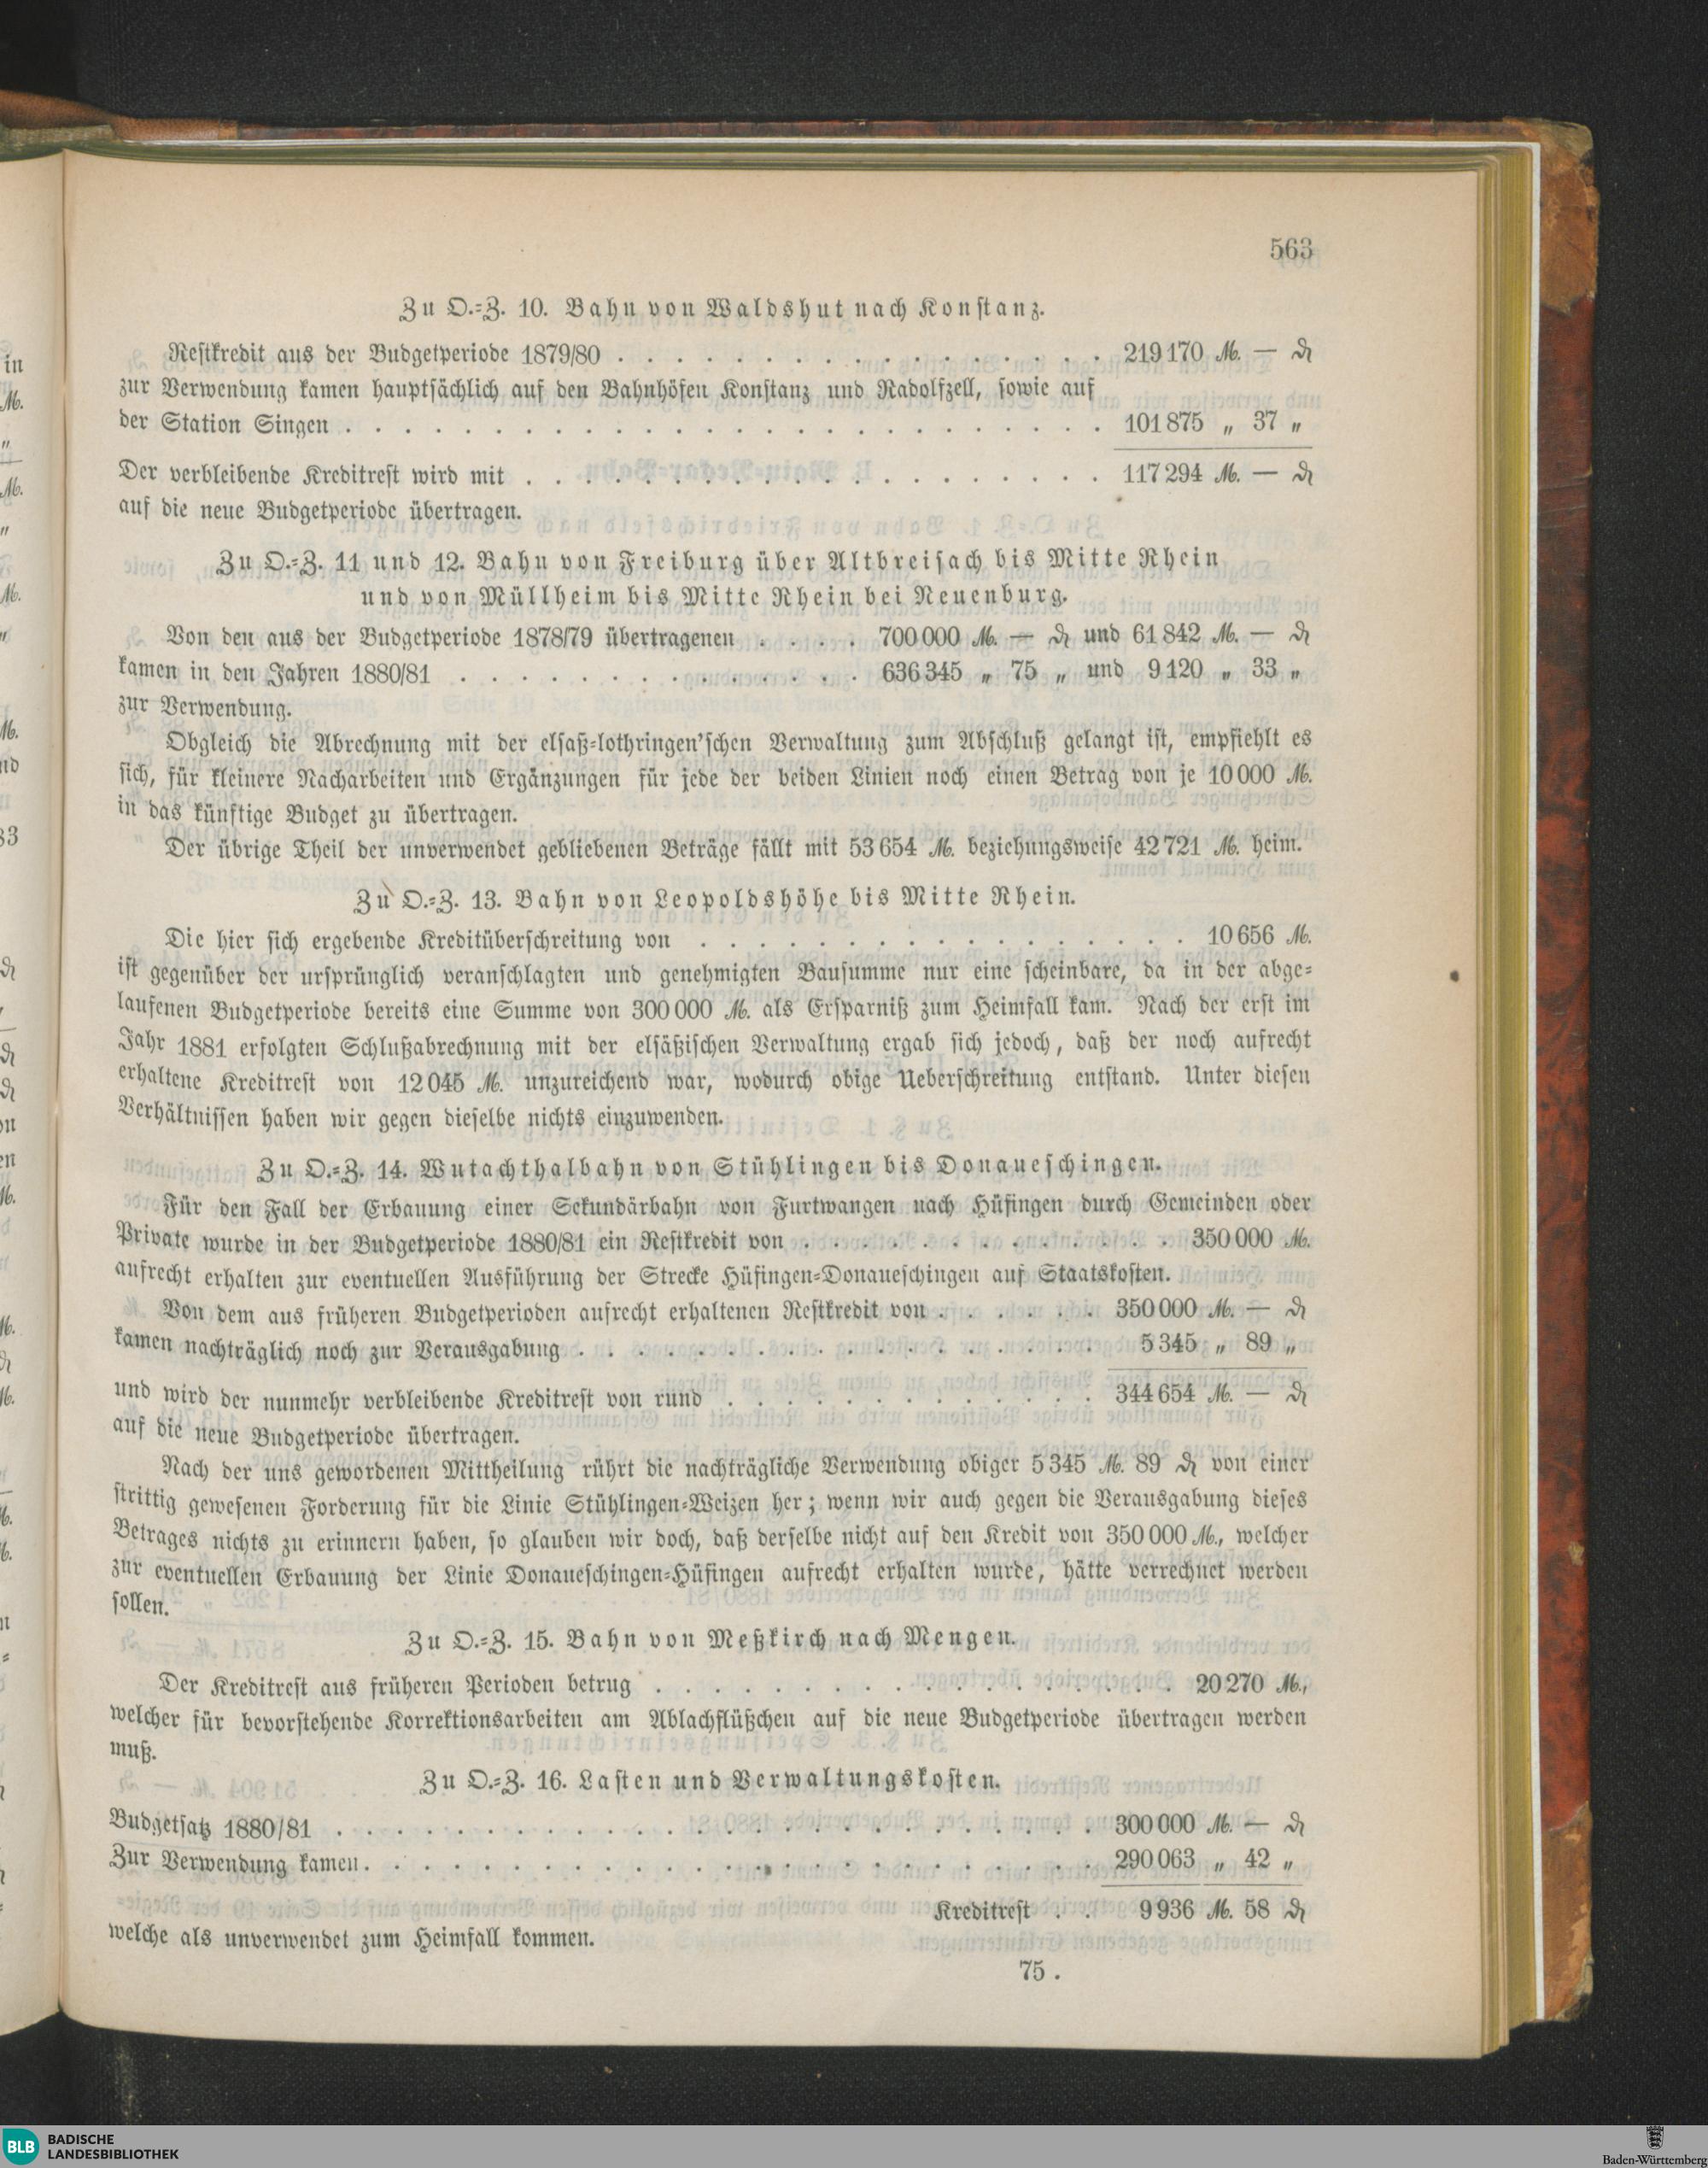 563
Zu O.=Z. 10. Bahn von Waldshut nach Konstanz.
Restkredit aus der Budgetperiode 1879/80 . . . . . . . . . . . . . . . . . 219 170 ℳ — ₰
zur Verwendung kamen hauptsächlich auf den Bahnhöfen Konstanz und Radolfzell, sowie auf
der Station Singen . . . . . . . . . . . . . . . . . . . . . . . . . . 101 875 „ 37 „
Der verbleibende Kreditrest wird mit . . . . . . . . . . . . . . . . . . . . 117 294 ℳ — ₰
auf die neue Budgetperiode übertragen.
Zu O.=Z. 11 und 12. Bahn von Freiburg über Altbreisach bis Mitte Rhein
und von Müllheim bis Mitte Rhein bei Neuenburg.
Von den aus der Budgetperiode 1878/79 übertragenen . . . . 700 000 ℳ — ₰ und 61 842 ℳ — ₰
kamen in den Jahren 1880/81 . . . . . . . . . . . . . . 636 345 „ 75 „ und 9 120 „ 33 „
zur Verwendung.
Obgleich die Abrechnung mit der elsaß=lothringen'schen Verwaltung zum Abschluß gelangt ist, empfiehlt es
sich, für kleinere Nacharbeiten und Ergänzungen für jede der beiden Linien noch einen Betrag von je 10 000 ℳ
in das künftige Budget zu übertragen.
Der übrige Theil der unverwendet gebliebenen Beträge fällt mit 53 654 ℳ beziehungsweise 42 721 ℳ heim.
Zu O.=Z. 13. Bahn von Leopoldshöhe bis Mitte Rhein.
Die hier sich ergebende Kreditüberschreitung von . . . . . . . . . . . . . . . . . 10 656 ℳ
ist gegenüber der ursprünglich veranschlagten und genehmigten Bausumme nur eine scheinbare, da in der abge=
laufenen Budgetperiode bereits eine Summe von 300 000 ℳ als Ersparniß zum Heimfall kam. Nach der erst im
Jahr 1881 erfolgten Schlußabrechnung mit der elsäßischen Verwaltung ergab sich jedoch, daß der noch aufrecht
erhaltene Kreditrest von 12 045 ℳ unzureichend war, wodurch obige Ueberschreitung entstand. Unter diesen
Verhältnissen haben wir gegen dieselbe nichts einzuwenden.
Zu O.=Z. 14. Wutachthalbahn von Stühlingen bis Donaueschingen.
Für den Fall der Erbauung einer Sekundärbahn von Furtwangen nach Hüfingen durch Gemeinden oder
Private wurde in der Budgetperiode 1880/81 ein Restkredit von . . . . . . . . . . . . . 350 000 ℳ
aufrecht erhalten zur eventuellen Ausführung der Strecke Hüfingen=Donaueschingen auf Staatskosten.
Von dem aus früheren Budgetperioden aufrecht erhaltenen Restkredit von . . . . . . 350 000 ℳ — ₰
kamen nachträglich noch zur Verausgabung . . . . . . . . . . . . . . . . . . 5 345 „ 89 „
und wird der nunmehr verbleibende Kreditrest von rund . . . . . . . . . . . . . 344 654 ℳ — ₰
auf die neue Budgetperiode übertragen.
Nach der uns gewordenen Mittheilung rührt die nachträgliche Verwendung obiger 5 345 ℳ 89 ₰ von einer
strittig gewesenen Forderung für die Linie Stühlingen=Weizen her; wenn wir auch gegen die Verausgabung dieses
Betrages nichts zu erinnern haben, so glauben wir doch, daß derselbe nicht auf den Kredit von 350 000 ℳ, welcher
zur eventuellen Erbauung der Linie Donaueschingen=Hüfingen aufrecht erhalten wurde, hätte verrechnet werden
sollen.
Zu O.=Z. 15. Bahn von Meßkirch nach Mengen.
Der Kreditrest aus früheren Perioden betrug . . . . . . . . . . . . . . . . . . 20 270 ℳ,
welcher für bevorstehende Korrektionsarbeiten am Ablachflüßchen auf die neue Budgetperiode übertragen werden
muß.
Zu O.=Z. 16. Lasten und Verwaltungskosten.
Budgetsatz 1880/81 . . . . . . . . . . . . . . . . . . . . . . . . . . 300 000 ℳ — ₰
Zur Verwendung kamen . . . . . . . . . . . . . . . . . . . . . . . . . 290 063 „ 42 „
Kreditrest . . 9 936 ℳ 58 ₰
welche als unverwendet zum Heimfall kommen.
75 .
BLB BADISCHE
LANDESBIBLIOTHEK
Baden-Württemberg